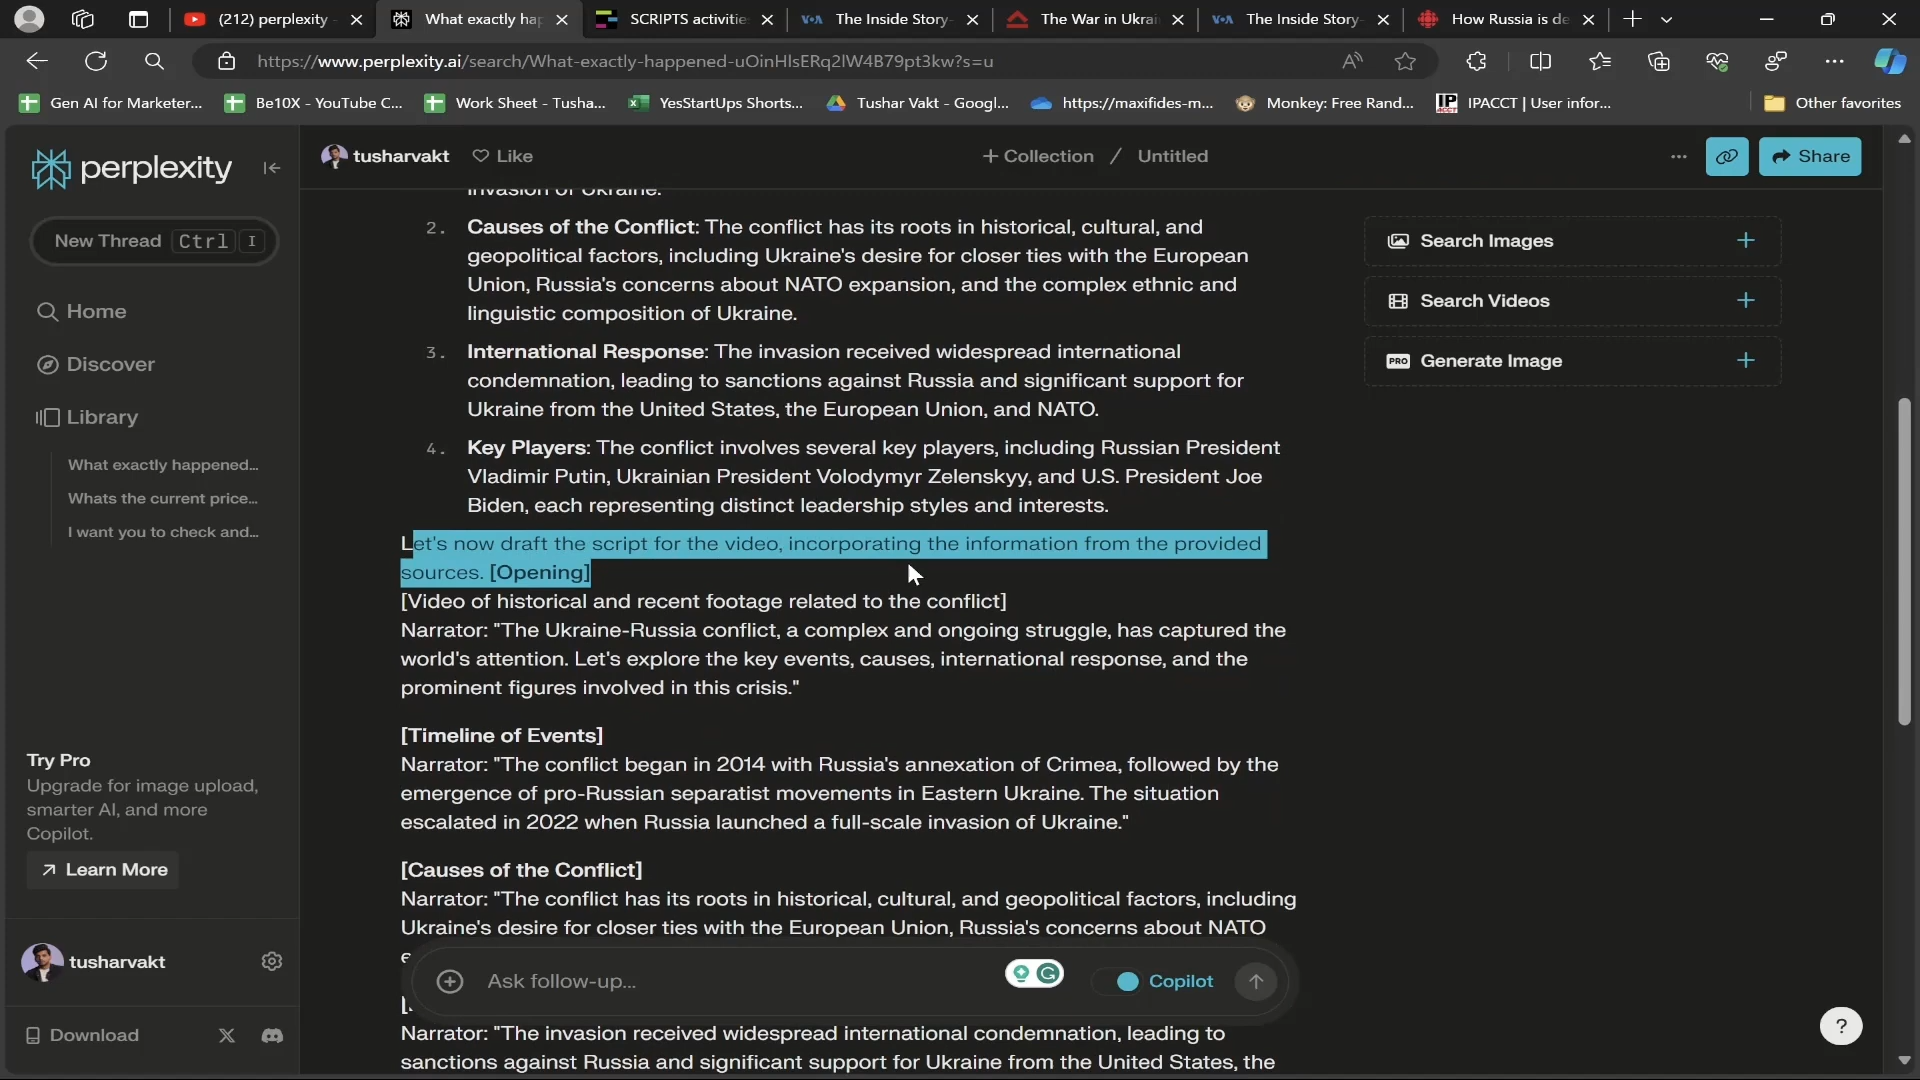 (212) perplexity
What exactly hap
SCRIPTS activitie
The Inside Story-
The War in Ukrai
The Inside Story-
How Russia is de
https://www.perplexity.ai/search/What-exactly-happened-uOinHlsERq2lW4B79pt3kw?s=u
Gen AI for Marketer...
Be10X - YouTube C...
Work Sheet - Tusha...
YesStartUps Shorts...
Tushar Vakt - Googl...
https://maxifides-m...
Monkey: Free Rand...
IPACCT | User infor...
Other favorites
perplexity
New Thread Ctrl I
Home
Discover
Library
What exactly happened...
Whats the current price...
I want you to check and...
Try Pro
Upgrade for image upload,
smarter AI, and more
Copilot.
Learn More
tusharvakt
Download
tusharvakt
Like
+ Collection / Untitled
Share
invasion of Ukraine.
2. Causes of the Conflict: The conflict has its roots in historical, cultural, and
geopolitical factors, including Ukraine's desire for closer ties with the European
Union, Russia's concerns about NATO expansion, and the complex ethnic and
linguistic composition of Ukraine.
3. International Response: The invasion received widespread international
condemnation, leading to sanctions against Russia and significant support for
Ukraine from the United States, the European Union, and NATO.
4. Key Players: The conflict involves several key players, including Russian President
Vladimir Putin, Ukrainian President Volodymyr Zelenskyy, and U.S. President Joe
Biden, each representing distinct leadership styles and interests.
Let's now draft the script for the video, incorporating the information from the provided
sources. [Opening]
[Video of historical and recent footage related to the conflict]
Narrator: "The Ukraine-Russia conflict, a complex and ongoing struggle, has captured the
world's attention. Let's explore the key events, causes, international response, and the
prominent figures involved in this crisis."
[Timeline of Events]
Narrator: "The conflict began in 2014 with Russia's annexation of Crimea, followed by the
emergence of pro-Russian separatist movements in Eastern Ukraine. The situation
escalated in 2022 when Russia launched a full-scale invasion of Ukraine."
[Causes of the Conflict]
Narrator: "The conflict has its roots in historical, cultural, and geopolitical factors, including
Ukraine's desire for closer ties with the European Union, Russia's concerns about NATO
Ask follow-up...
Copilot
Narrator: "The invasion received widespread international condemnation, leading to
sanctions against Russia and significant support for Ukraine from the United States, the
Search Images
Search Videos
PRO Generate Image
?